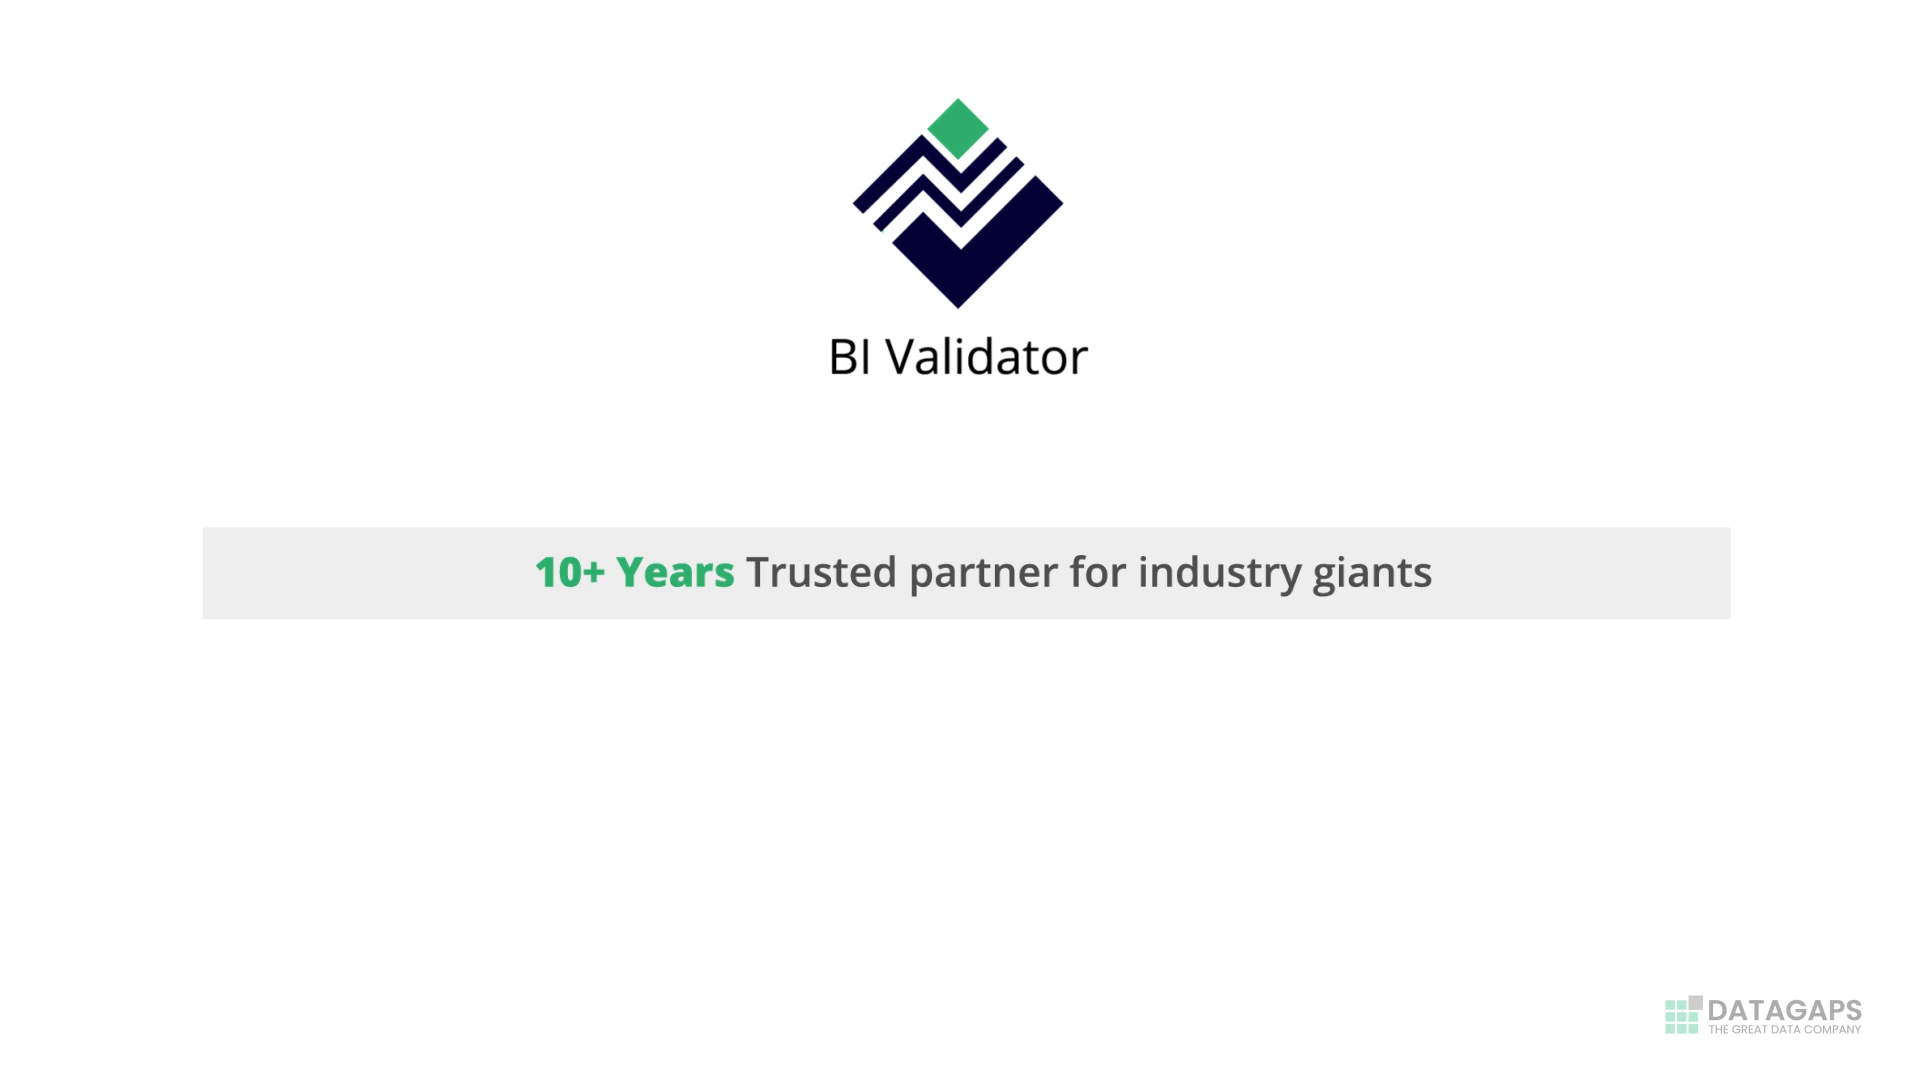 BI Validator
10+ Years Trusted partner for industry giants
DATAGAPS
THE GREAT DATA COMPANY